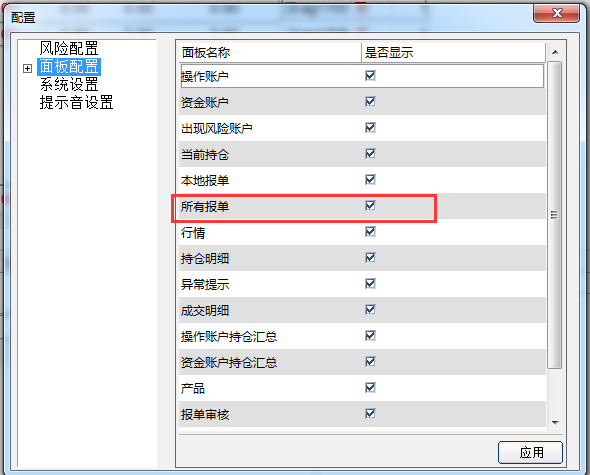 配置
风险配置
面板配置
系统设置
提示音设置
面板名称 是否显示
操作账户
资金账户
出现风险账户
当前持仓
本地报单
所有报单
行情
持仓明细
异常提示
成交明细
操作账户持仓汇总
资金账户持仓汇总
产品
报单审核
应用